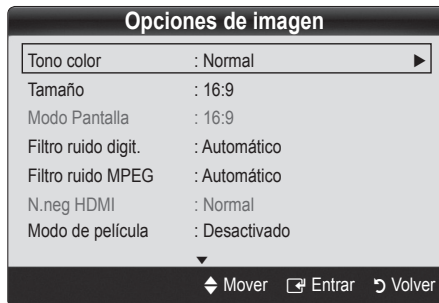 Opciones de imagen
Tono color : Normal
Tamaño : 16:9
Modo Pantalla : 16:9
Filtro ruido digit. : Automático
Filtro ruido MPEG : Automático
N.neg HDMI : Normal
Modo de película : Desactivado
Mover Entrar Volver